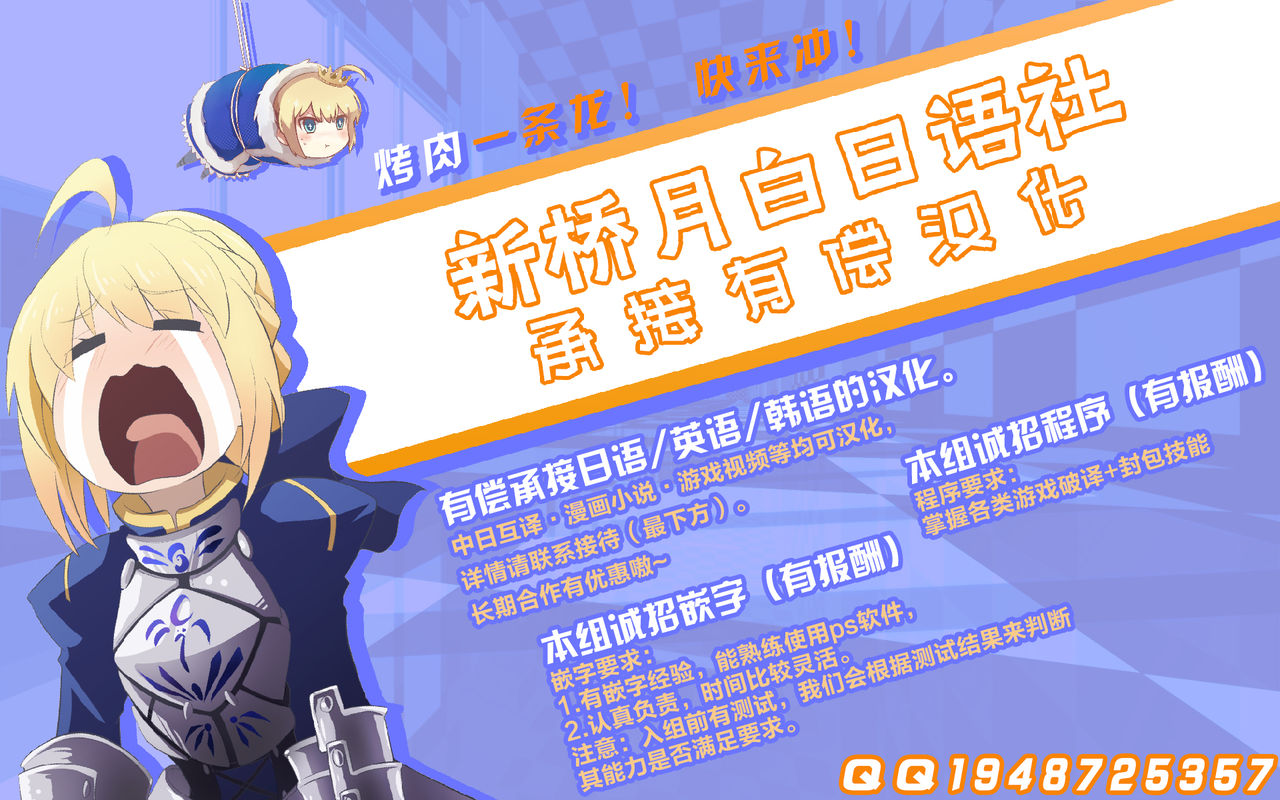 烤肉一条龙！ 快来冲！
新桥月白日语社
承接有偿汉化
有偿承接日语/英语/韩语的汉化。
中日互译·漫画小说·游戏视频等均可汉化，
详情请联系接待（最下方）。
长期合作有优惠嗷~
本组诚招程序（有报酬）
程序要求：
掌握各类游戏破译+封包技能
本组诚招嵌字（有报酬）
嵌字要求：
1.有嵌字经验，能熟练使用ps软件，
2.认真负责，时间比较灵活。
注意：入组前有测试，我们会根据测试结果来判断
其能力是否满足要求。
QQ1948725357